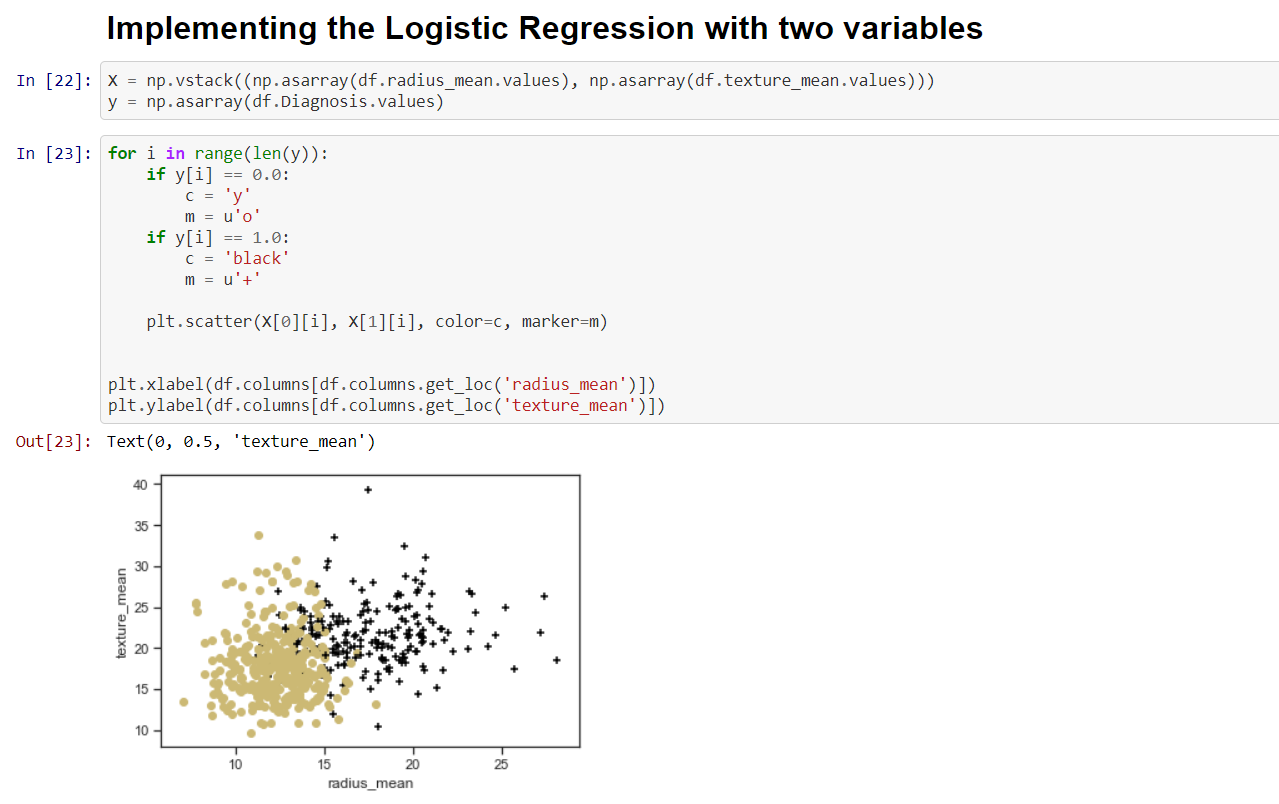 Implementing the Logistic Regression with two variables
In [22]: X = np.vstack((np.asarray(df.radius_mean.values), np.asarray(df.texture_mean.values)))
y = np.asarray(df.Diagnosis.values)
In [23]: for i in range(len(y)):
    if y[i] == 0.0:
        c = 'y'
        m = u'o'
    if y[i] == 1.0:
        c = 'black'
        m = u'+'
    plt.scatter(X[0][i], X[1][i], color=c, marker=m)
plt.xlabel(df.columns[df.columns.get_loc('radius_mean')])
plt.ylabel(df.columns[df.columns.get_loc('texture_mean')])
Out[23]: Text(0, 0.5, 'texture_mean')
texture_mean
40
35
30
25
20
15
10
10 15 20 25
radius_mean